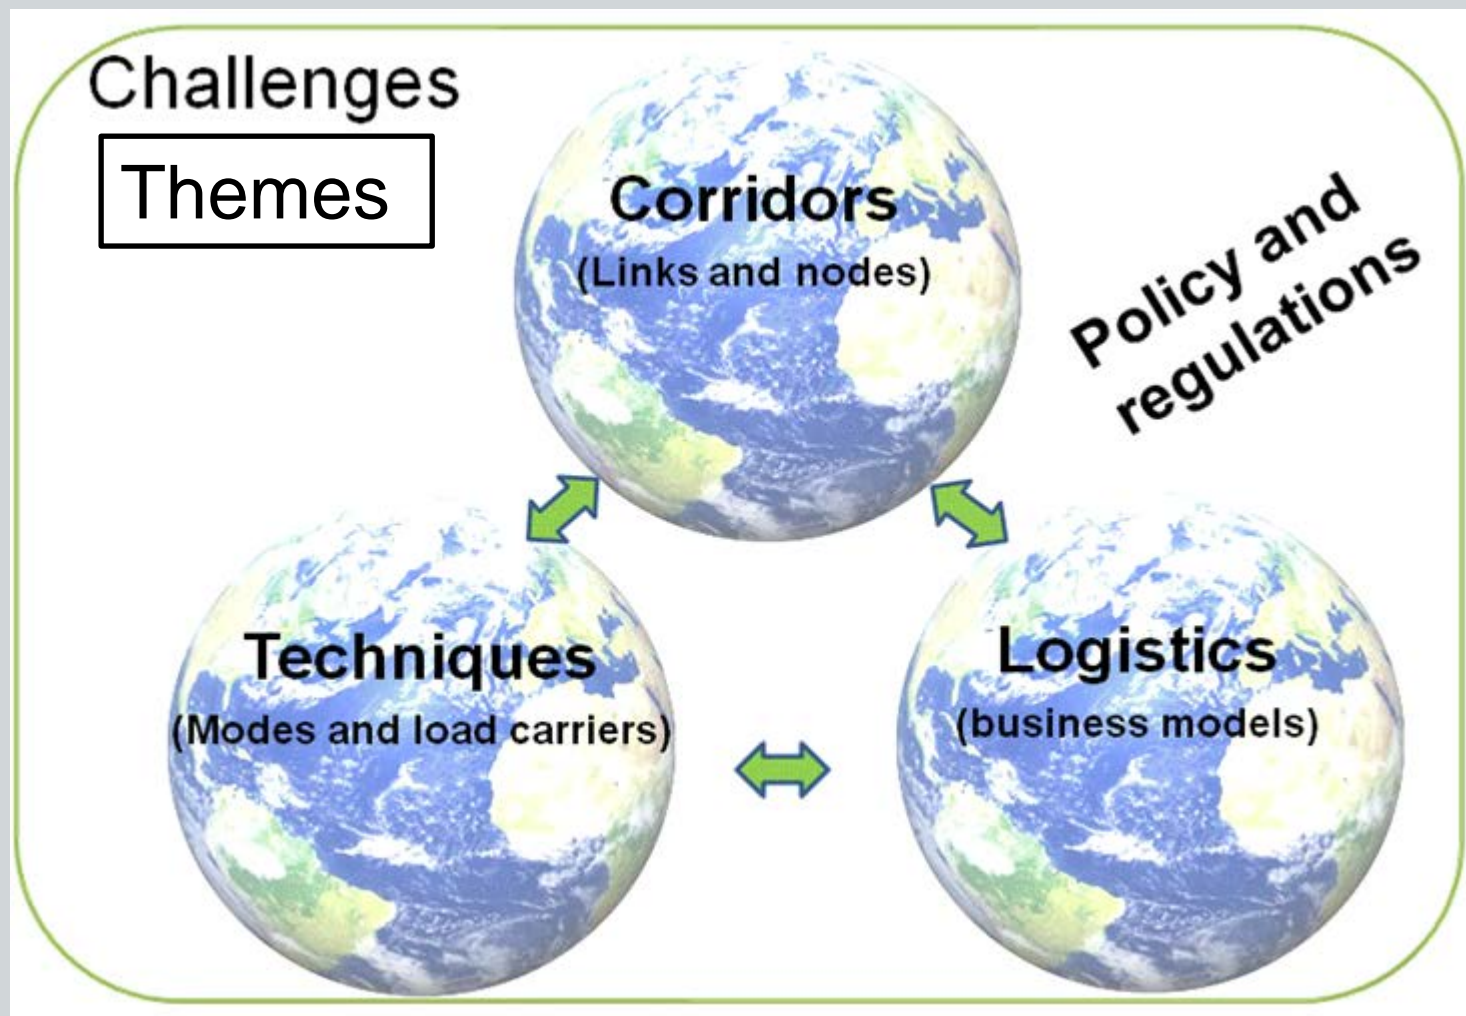 Challenges
Themes
Corridors
(Links and nodes)
Policy and
regulations
Techniques
(Modes and load carriers)
Logistics
(business models)